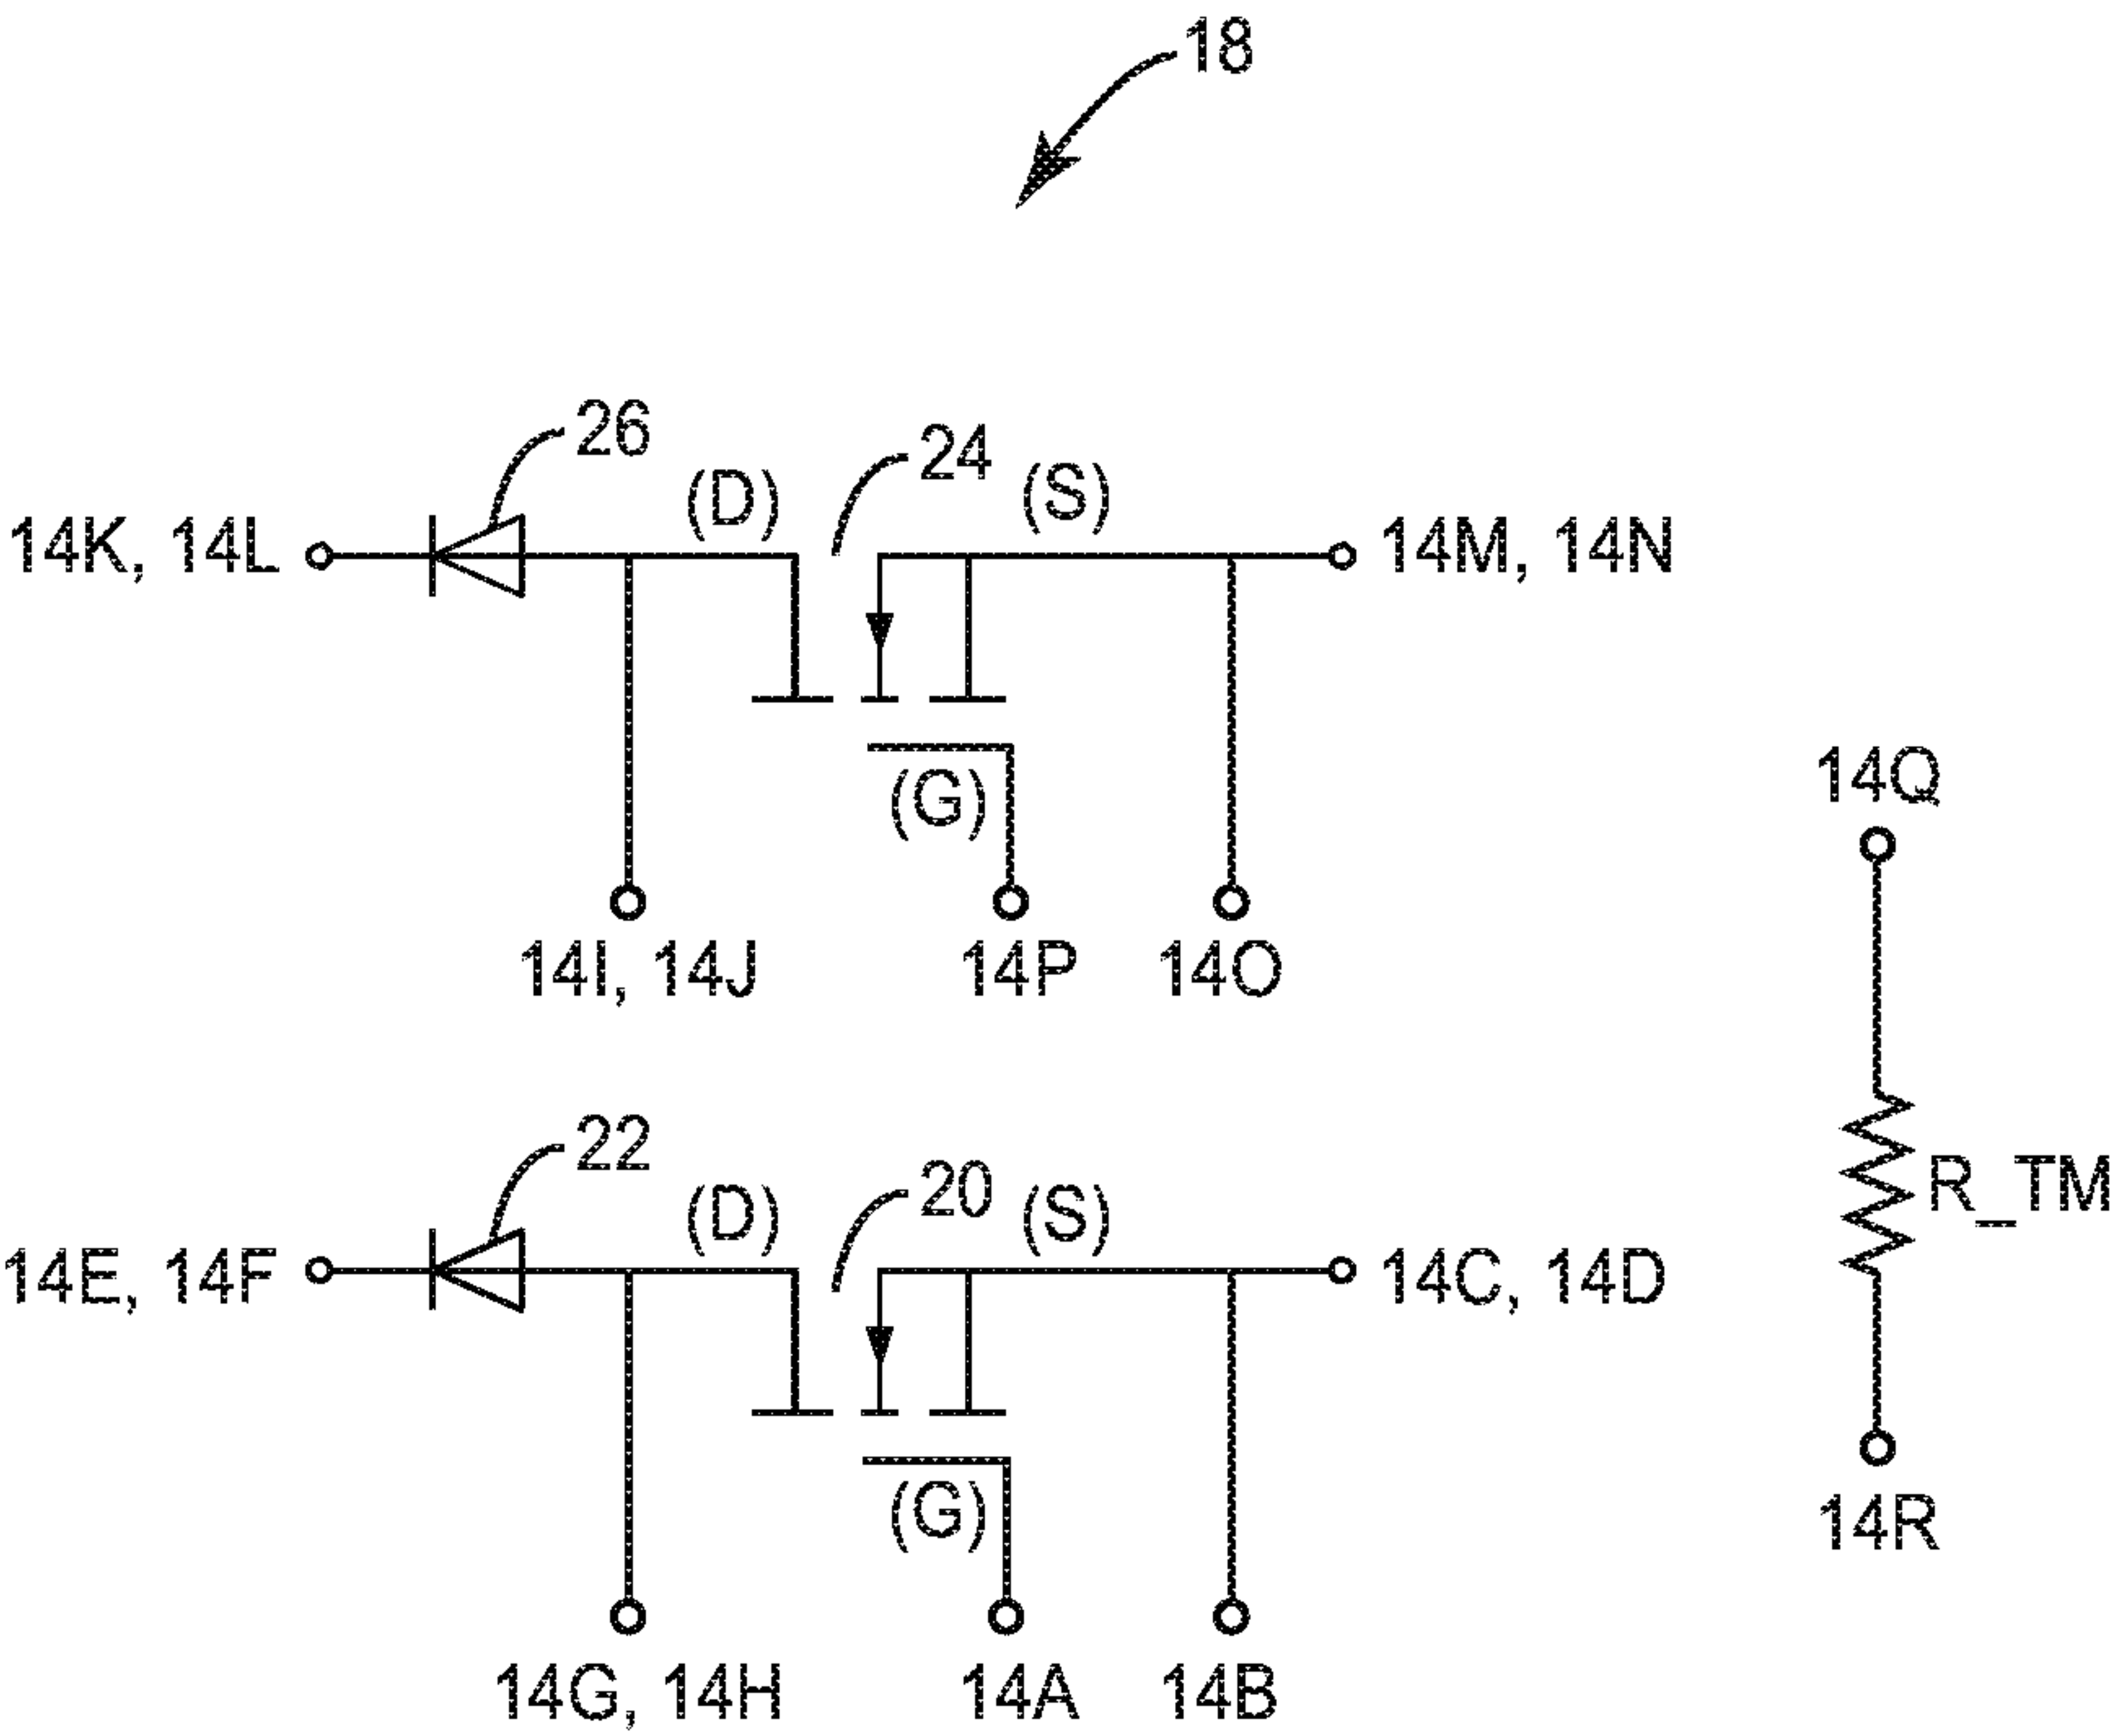 18
26
(D)
24
(S)
14K, 14L
14M, 14N
(G)
14I, 14J
14P
14O
14Q
R_TM
14R
22
(D)
20
(S)
14E, 14F
14C, 14D
(G)
14G, 14H
14A
14B